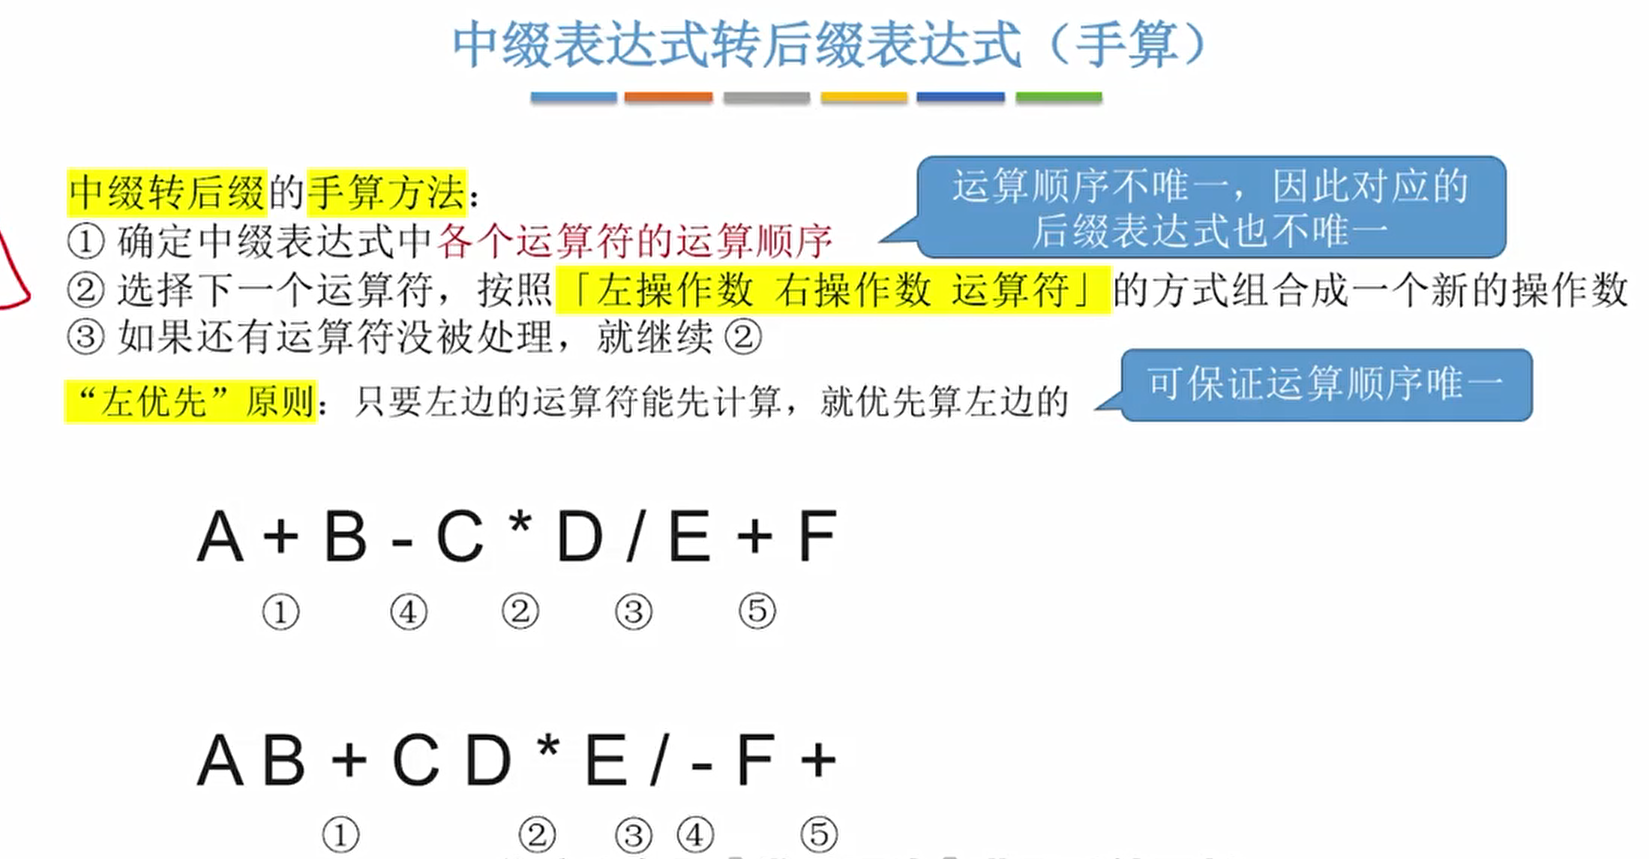 中缀表达式转后缀表达式（手算）
中缀转后缀的手算方法：
① 确定中缀表达式中各个运算符的运算顺序
运算顺序不唯一，因此对应的
后缀表达式也不唯一
② 选择下一个运算符，按照「左操作数 右操作数 运算符」的方式组合成一个新的操作数
③ 如果还有运算符没被处理，就继续 ②
“左优先”原则：只要左边的运算符能先计算，就优先算左边的
可保证运算顺序唯一
A + B - C * D / E + F
① ④ ② ③ ⑤
A B + C D * E / - F +
① ② ③ ④ ⑤